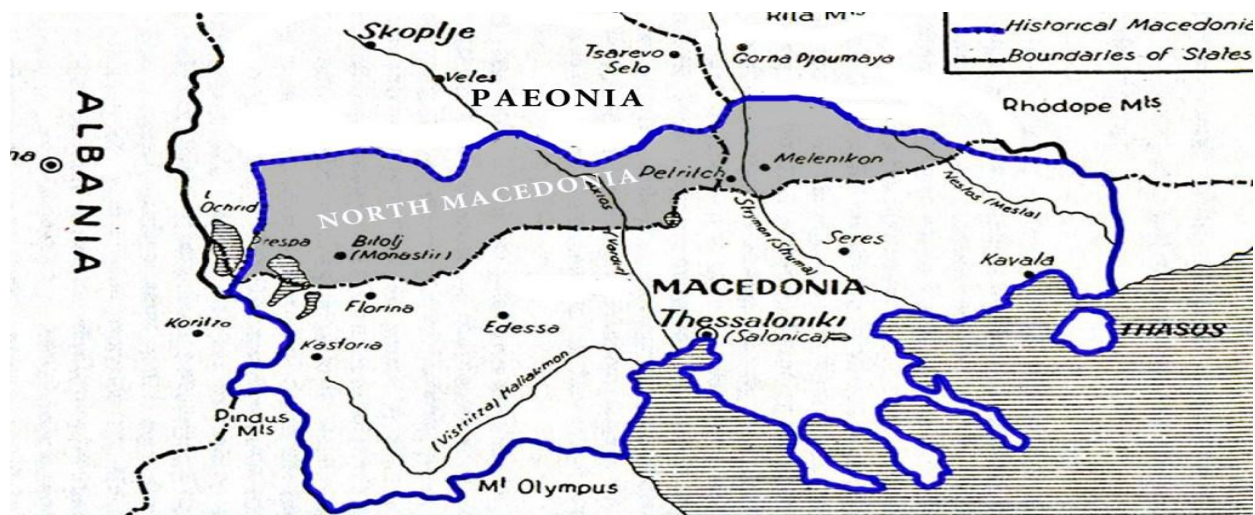 Skoplje
Rila Mts
Historical Macedonia
Tsarevo
Selo
Gorna Djoumaya
Boundaries of States
Veles
PAEONIA
Rhodope Mts
ALBANIA
Melenikon
Petritch
NORTH MACEDONIA
Axios
(Vardar)
Nestos (Mesta)
Ochrid
Prespa
Bitolj
(Monastir)
Strimon (Struma)
Seres
Kavala
MACEDONIA
Florina
Koritza
Edessa
Thessaloniki
(Salonica)
THASOS
Kastoria
(Vistritza) Haliakmon
Pindus
Mts
Mt Olympus